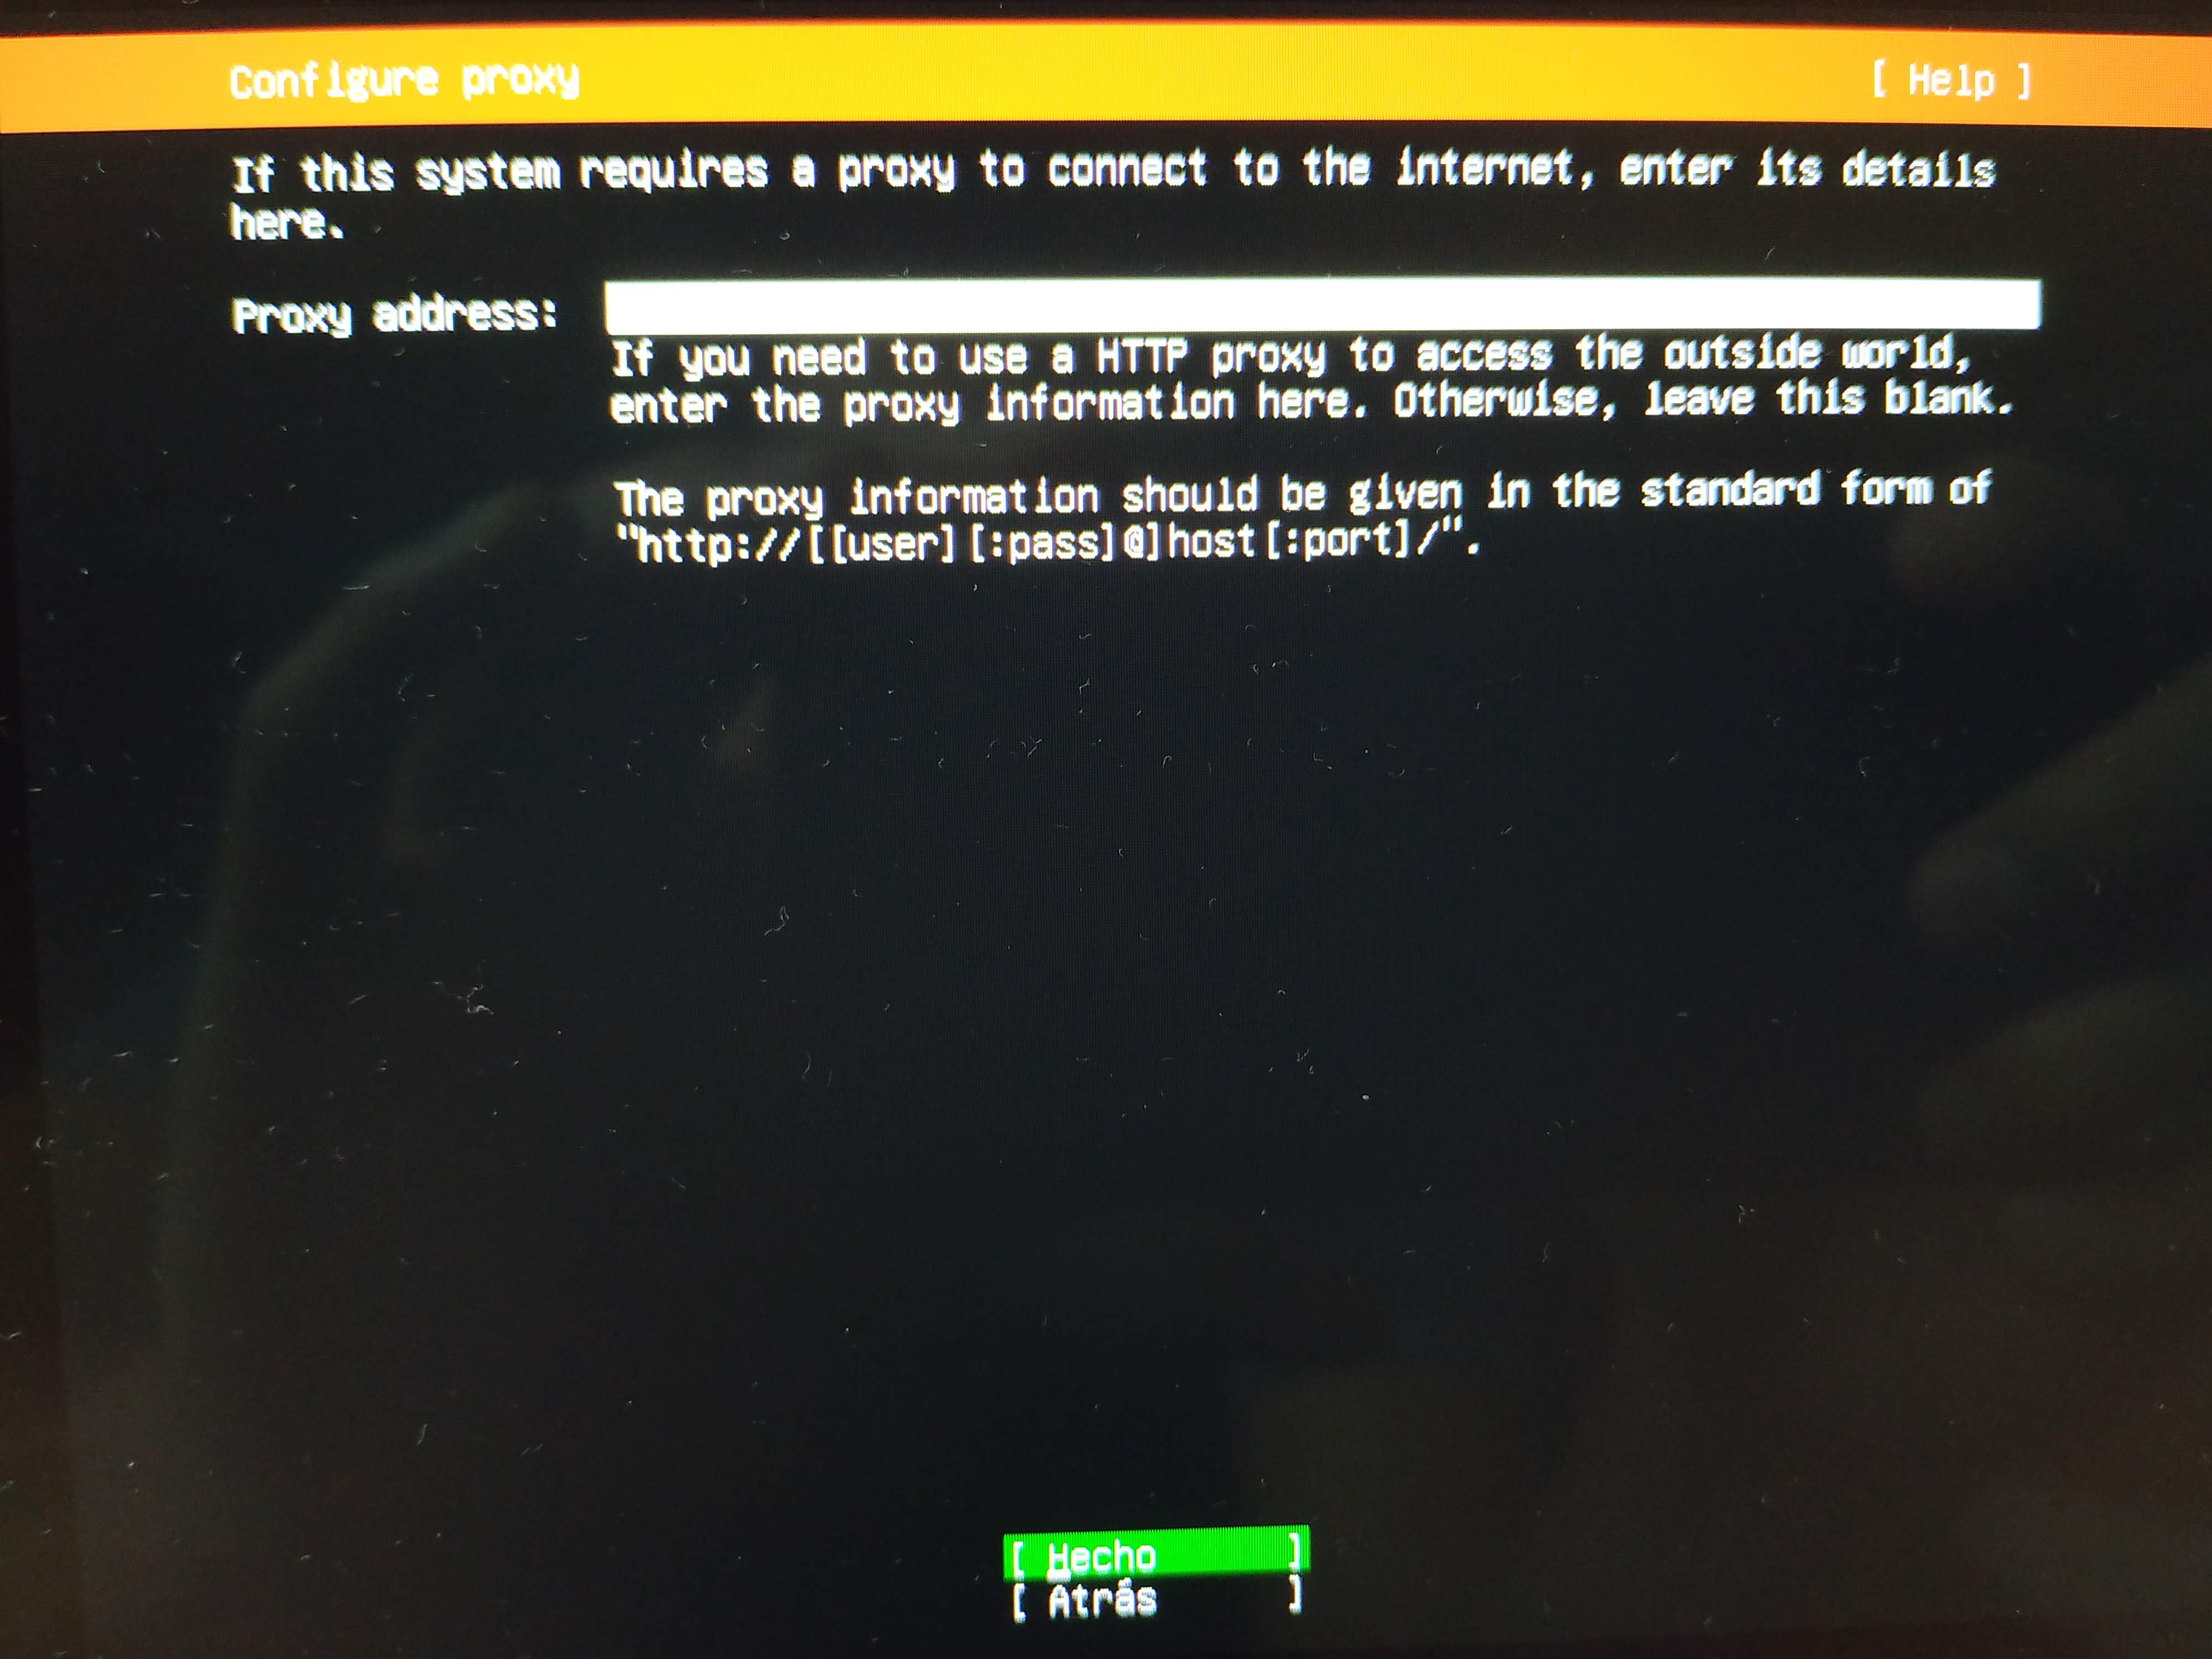 Configure proxy [ Help ]
If this system requires a proxy to connect to the internet, enter its details
here.
Proxy address:
If you need to use a HTTP proxy to access the outside world,
enter the proxy information here. Otherwise, leave this blank.
The proxy information should be given in the standard form of
"http://[[user][:pass]@]host[:port]/".
[ Hecho ]
[ Atrás ]